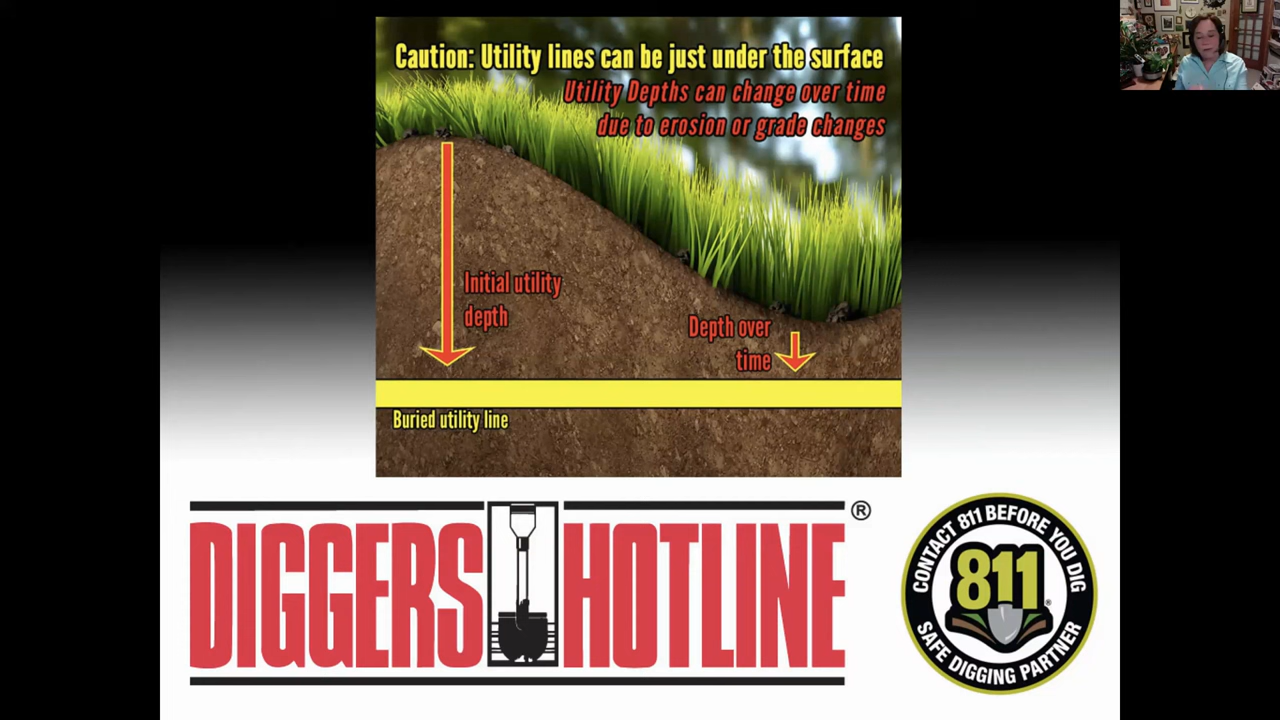 Caution: Utility lines can be just under the surface
Utility Depths can change over time
due to erosion or grade changes
Initial utility
depth
Depth over
time
Buried utility line
DIGGERS HOTLINE®
CONTACT 811 BEFORE YOU DIG
811®
SAFE DIGGING PARTNER